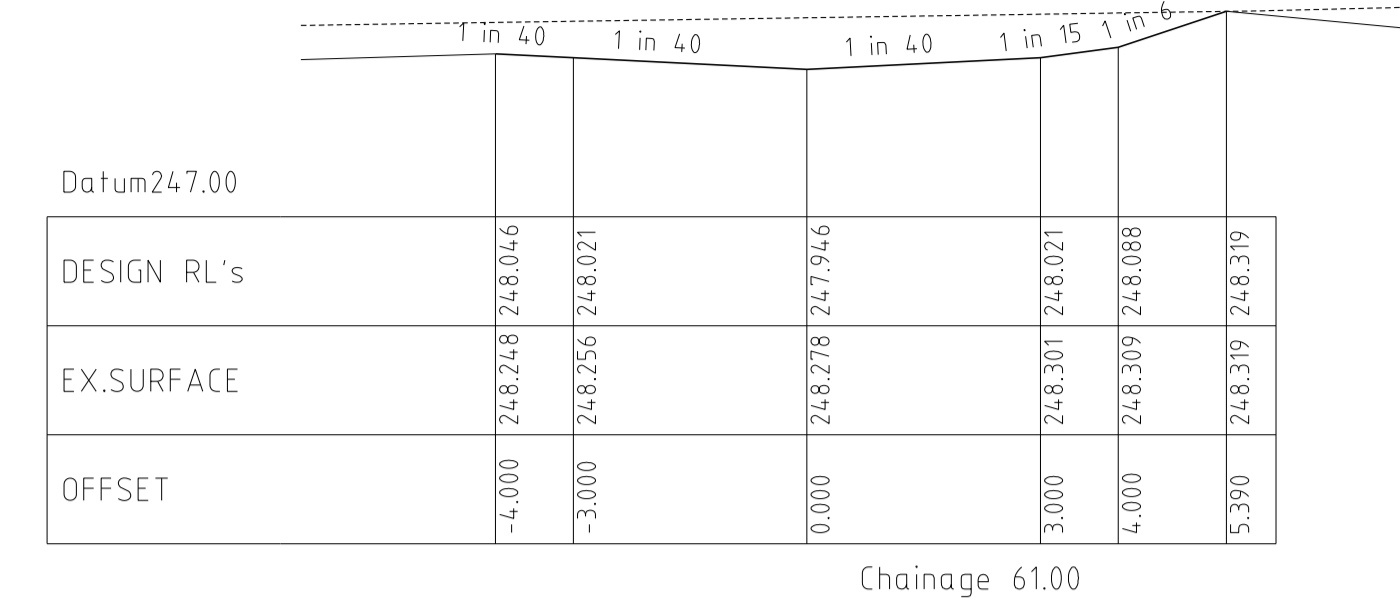 1 in 40 1 in 40 1 in 40 1 in 15 1 in 6
Datum247.00
DESIGN RL's 248.046 248.021 247.946 248.021 248.088 248.319
EX.SURFACE 248.248 248.256 248.278 248.301 248.309 248.319
OFFSET -4.000 -3.000 0.000 3.000 4.000 5.390
Chainage 61.00